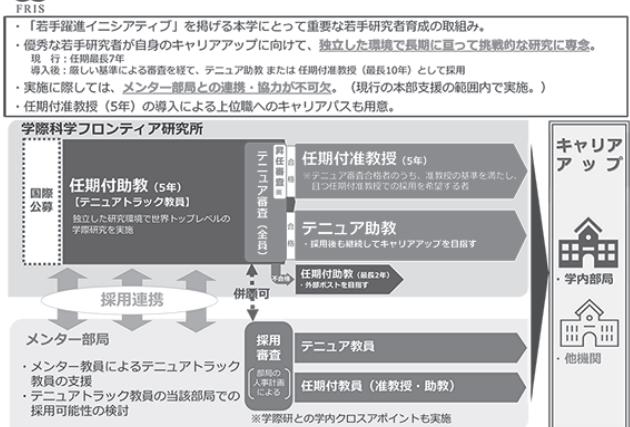 FRIS
・「若手躍進イニシアティブ」を掲げる本学にとって重要な若手研究者育成の取組み。
・優秀な若手研究者が自身のキャリアアップに向けて、独立した環境で長期に亘って挑戦的な研究に専念。
現 行：任期最長7年
導入後：厳しい基準による審査を経て、テニュア助教 または 任期付准教授（最長10年）として採用
・実施に際しては、メンター部局との連携・協力が不可欠。（現行の本部支援の範囲内で実施。）
・任期付准教授（5年）の導入による上位職へのキャリアパスも用意。
学際科学フロンティア研究所
国際公募
任期付助教（5年）
【テニュアトラック教員】
独立した研究環境で世界トップレベルの
学際研究を実施
テニュア審査（全員）
昇任審査※
合格
任期付准教授（5年）
※テニュア審査合格者のうち、准教授の基準を満たし、
且つ任期付准教授での採用を希望する者
合格
テニュア助教
・採用後も継続してキャリアアップを目指す
不合格
任期付助教（最長2年）
・外部ポストを目指す
キャリア
アップ
・学内部局
・他機関
採用連携
併願可
メンター部局
・メンター教員によるテニュアトラック
教員の支援
・テニュアトラック教員の当該部局での
採用可能性の検討
採用
審査
部局の
人事計画
による
テニュア教員
任期付教員（准教授・助教）
※学際研との学内クロスアポイントも実施